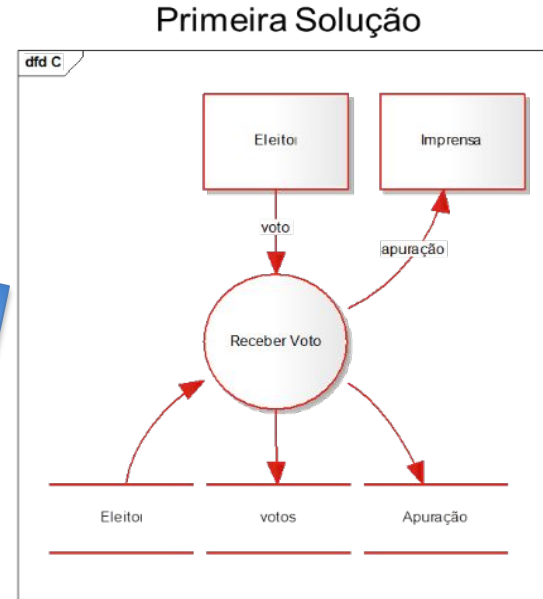 Primeira Solução
dfd C
Eleitor
Imprensa
voto
apuração
Receber Voto
Eleitor
votos
Apuração